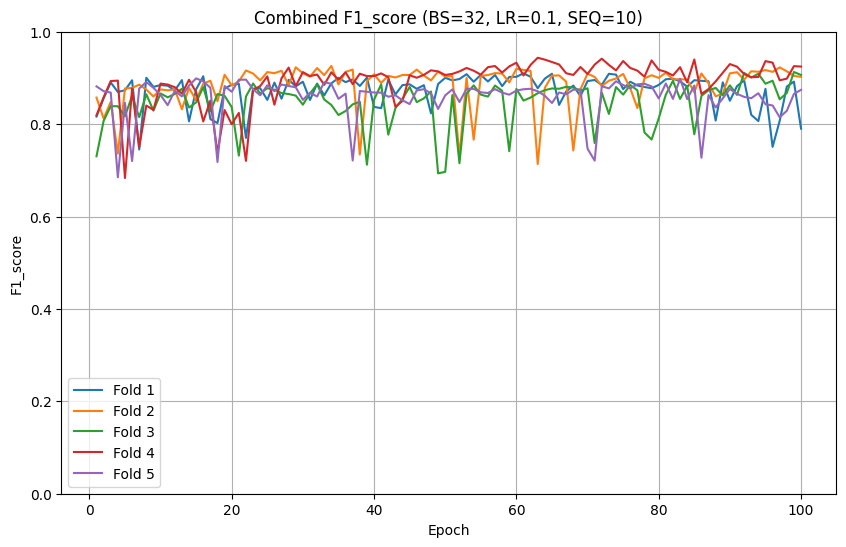 Combined F1_score (BS=32, LR=0.1, SEQ=10)
1.0
0.8
0.6
0.4
0.2
0.0
F1_score
Fold 1
Fold 2
Fold 3
Fold 4
Fold 5
0 20 40 60 80 100
Epoch